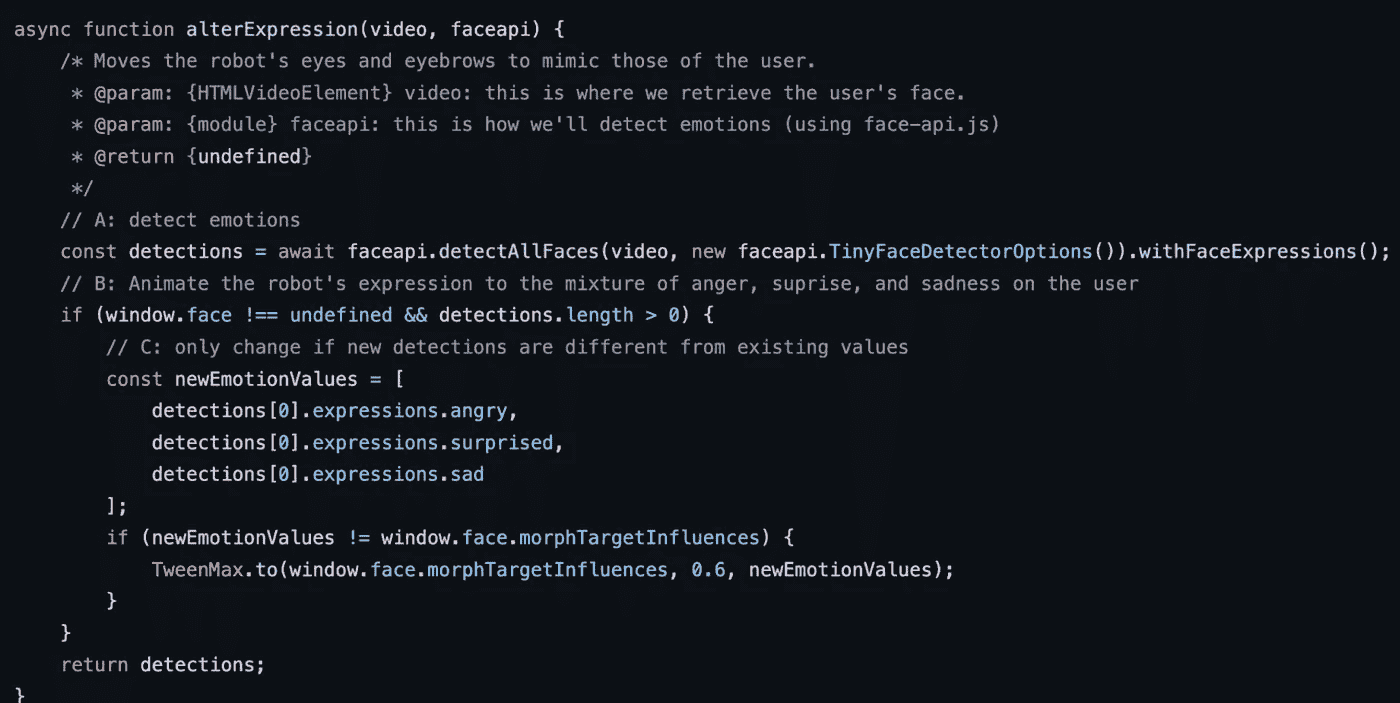 async function alterExpression(video, faceapi) {
    /* Moves the robot's eyes and eyebrows to mimic those of the user.
     * @param: {HTMLVideoElement} video: this is where we retrieve the user's face.
     * @param: {module} faceapi: this is how we'll detect emotions (using face-api.js)
     * @return {undefined}
     */
    // A: detect emotions
    const detections = await faceapi.detectAllFaces(video, new faceapi.TinyFaceDetectorOptions()).withFaceExpressions();
    // B: Animate the robot's expression to the mixture of anger, suprise, and sadness on the user
    if (window.face !== undefined && detections.length > 0) {
        // C: only change if new detections are different from existing values
        const newEmotionValues = [
            detections[0].expressions.angry,
            detections[0].expressions.surprised,
            detections[0].expressions.sad
        ];
        if (newEmotionValues != window.face.morphTargetInfluences) {
            TweenMax.to(window.face.morphTargetInfluences, 0.6, newEmotionValues);
        }
    }
    return detections;
}